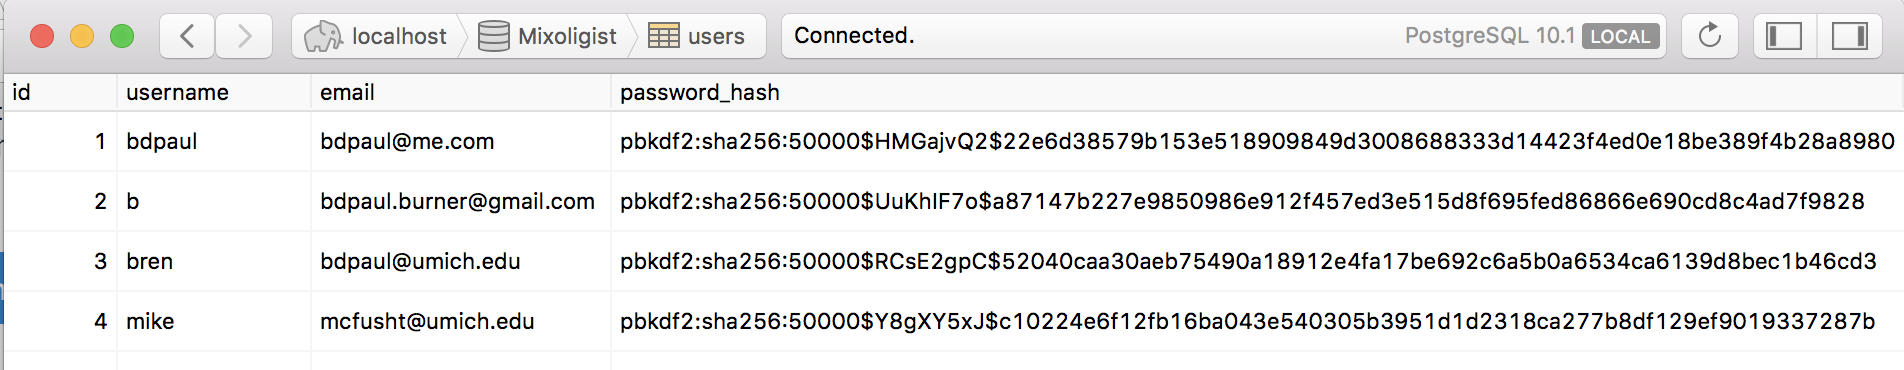 localhost Mixoligist users Connected. PostgreSQL 10.1 LOCAL
id username email password_hash
1 bdpaul bdpaul@me.com pbkdf2:sha256:50000$HMGajvQ2$22e6d38579b153e518909849d3008688333d14423f4ed0e18be389f4b28a8980
2 b bdpaul.burner@gmail.com pbkdf2:sha256:50000$UuKhIF7o$a87147b227e9850986e912f457ed3e515d8f695fed86866e690cd8c4ad7f9828
3 bren bdpaul@umich.edu pbkdf2:sha256:50000$RCsE2gpC$52040caa30aeb75490a18912e4fa17be692c6a5b0a6534ca6139d8bec1b46cd3
4 mike mcfusht@umich.edu pbkdf2:sha256:50000$Y8gXY5xJ$c10224e6f12fb16ba043e540305b3951d1d2318ca277b8df129ef9019337287b